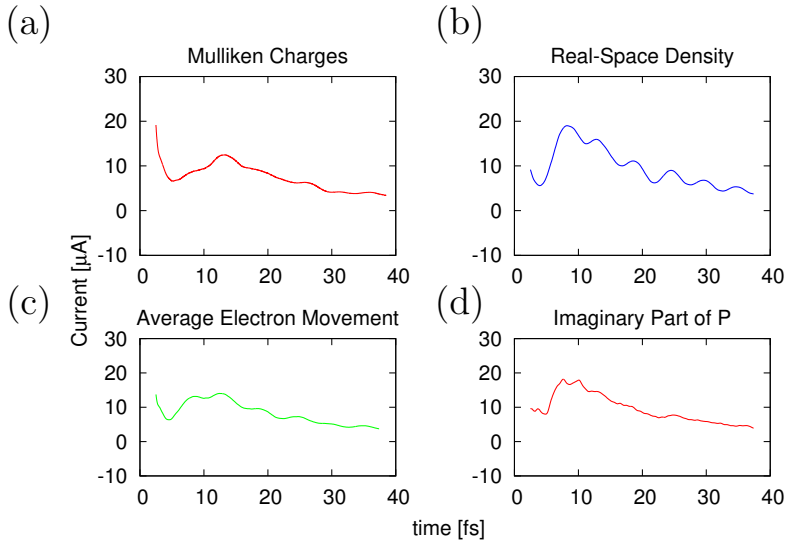 (a)
Mulliken Charges
30
20
10
0
-10
0 10 20 30 40
(b)
Real-Space Density
30
20
10
0
-10
0 10 20 30 40
Current [µA]
(c)
Average Electron Movement
30
20
10
0
-10
0 10 20 30 40
(d)
Imaginary Part of P
30
20
10
0
-10
0 10 20 30 40
time [fs]